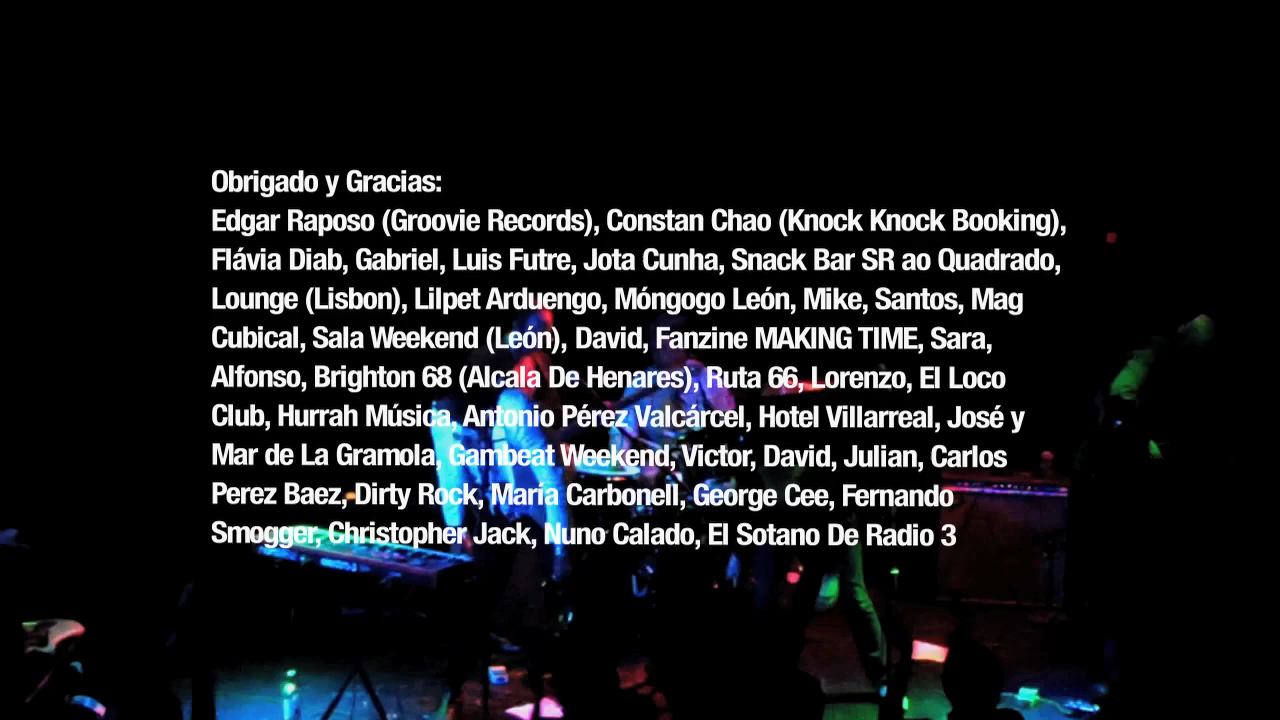 Obrigado y Gracias:
Edgar Raposo (Groovie Records), Constan Chao (Knock Knock Booking),
Flávia Diab, Gabriel, Luis Futre, Jota Cunha, Snack Bar SR ao Quadrado,
Lounge (Lisbon), Lilpet Arduengo, Móngogo León, Mike, Santos, Mag
Cubical, Sala Weekend (León), David, Fanzine MAKING TIME, Sara,
Alfonso, Brighton 68 (Alcala De Henares), Ruta 66, Lorenzo, El Loco
Club, Hurrah Música, Antonio Pérez Valcárcel, Hotel Villarreal, José y
Mar de La Gramola, Gambeat Weekend, Victor, David, Julian, Carlos
Perez Baez, Dirty Rock, María Carbonell, George Cee, Fernando
Smogger, Christopher Jack, Nuno Calado, El Sotano De Radio 3